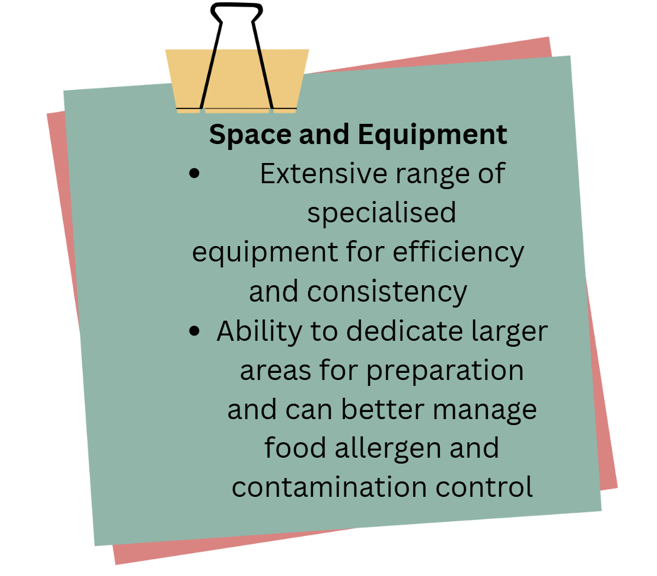 Space and Equipment
• Extensive range of
specialised
equipment for efficiency
and consistency
• Ability to dedicate larger
areas for preparation
and can better manage
food allergen and
contamination control